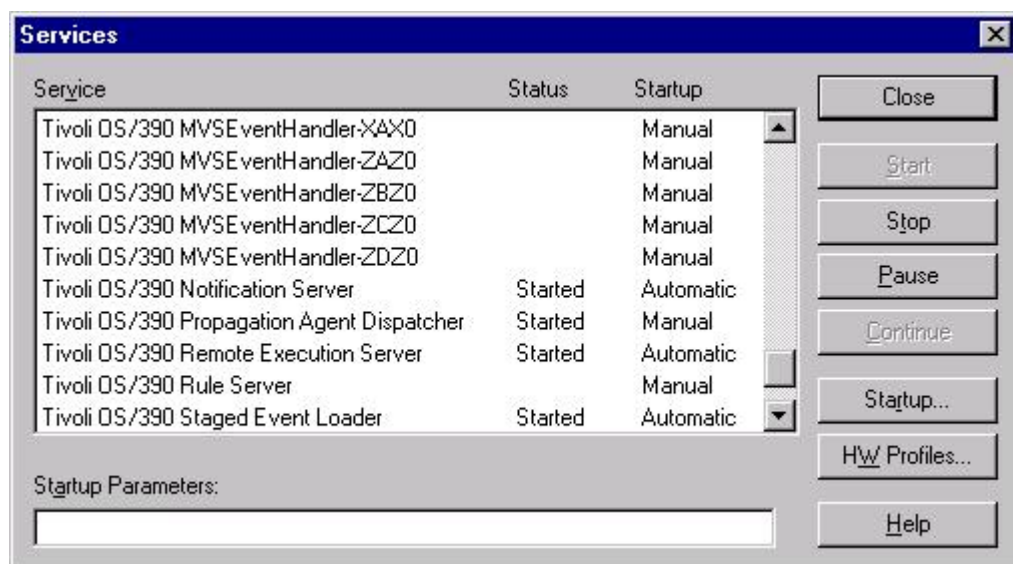 Services
Service Status Startup
Tivoli OS/390 MVSEventHandler-XAX0 Manual
Tivoli OS/390 MVSEventHandler-ZAZ0 Manual
Tivoli OS/390 MVSEventHandler-ZBZ0 Manual
Tivoli OS/390 MVSEventHandler-ZCZ0 Manual
Tivoli OS/390 MVSEventHandler-ZDZ0 Manual
Tivoli OS/390 Notification Server Started Automatic
Tivoli OS/390 Propagation Agent Dispatcher Started Manual
Tivoli OS/390 Remote Execution Server Started Automatic
Tivoli OS/390 Rule Server Manual
Tivoli OS/390 Staged Event Loader Started Automatic
Startup Parameters:
Close
Start
Stop
Pause
Continue
Startup...
HW Profiles...
Help